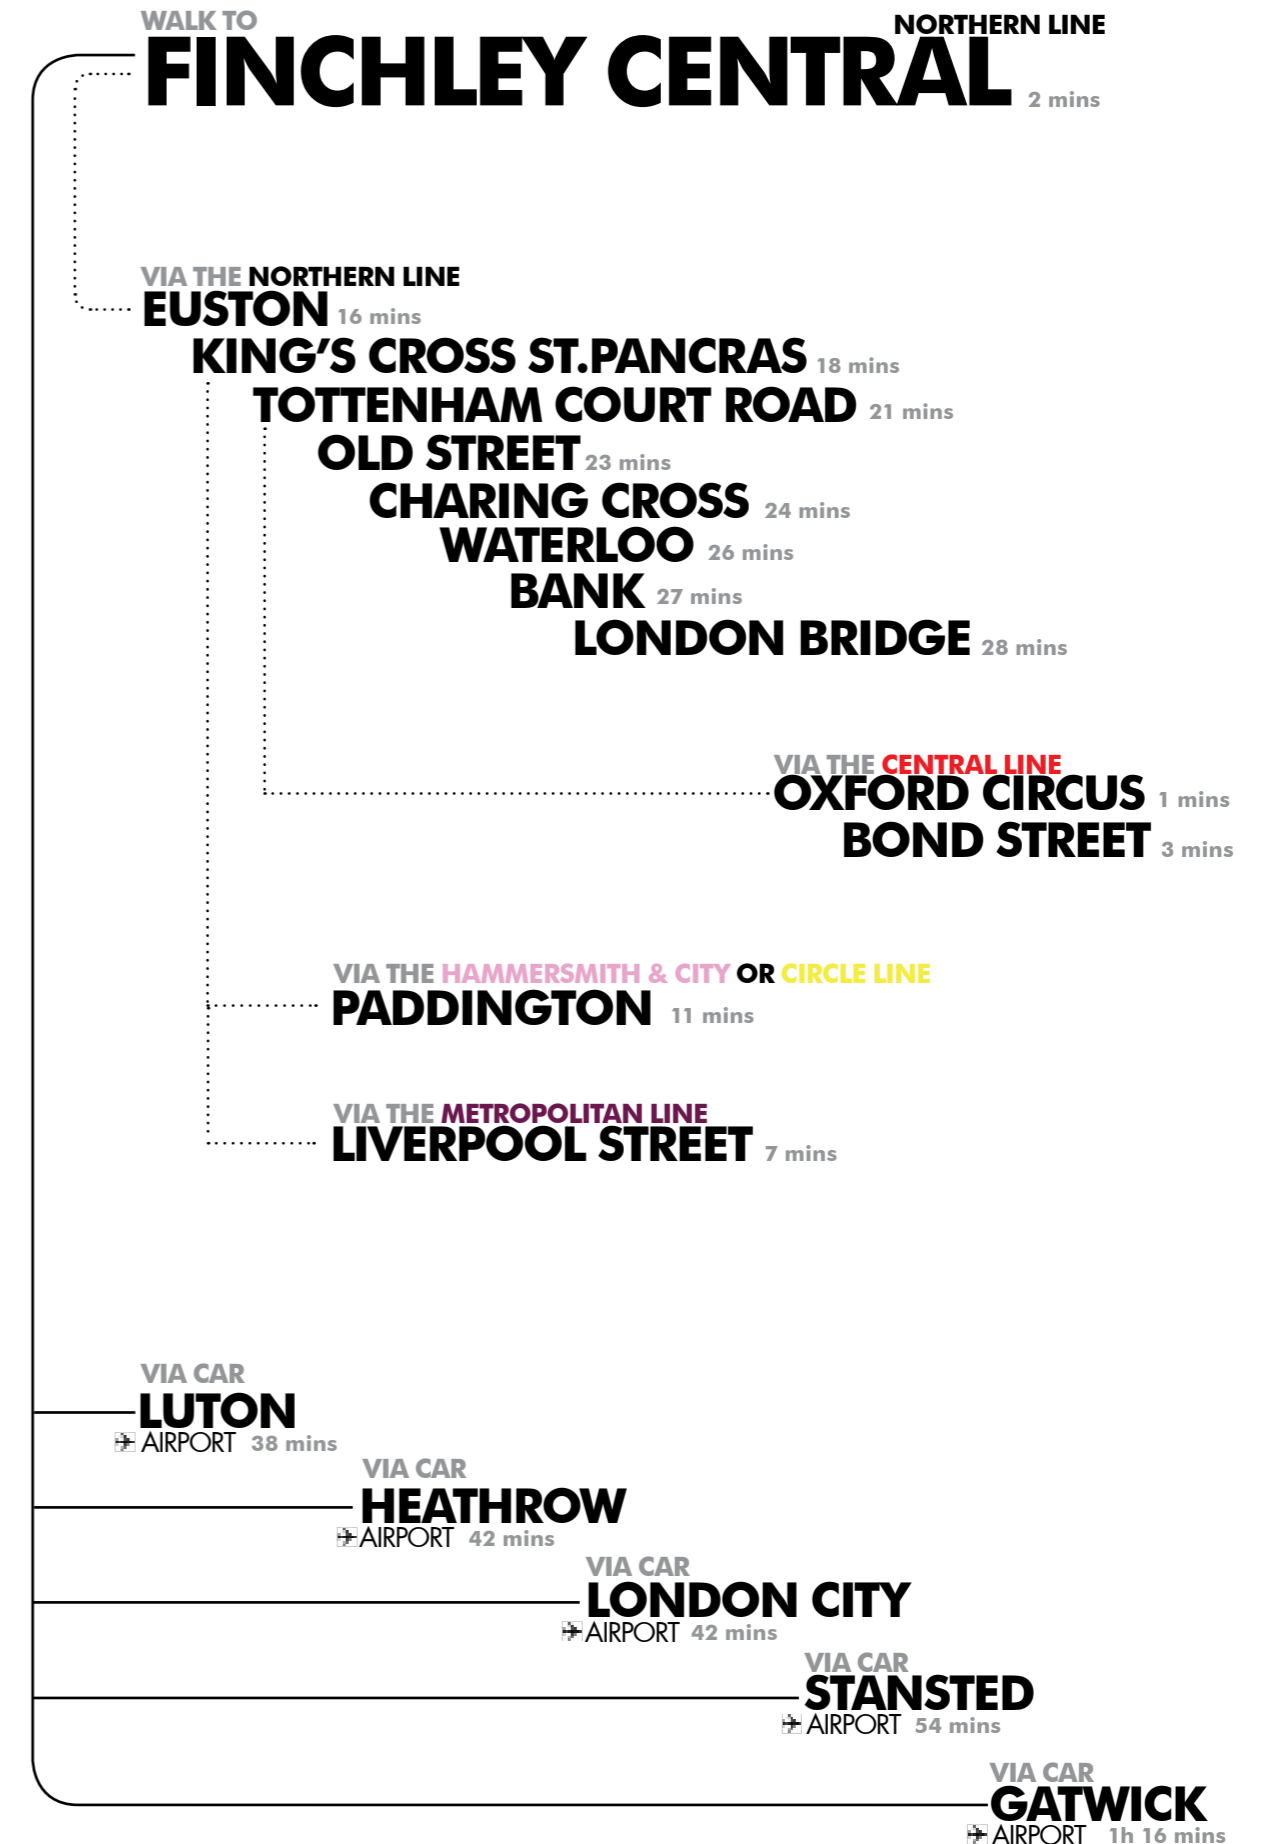 WALK TO
NORTHERN LINE
FINCHLEY CENTRAL 2 mins
VIA THE NORTHERN LINE
EUSTON 16 mins
KING’S CROSS ST.PANCRAS 18 mins
TOTTENHAM COURT ROAD 21 mins
OLD STREET 23 mins
CHARING CROSS 24 mins
WATERLOO 26 mins
BANK 27 mins
LONDON BRIDGE 28 mins
VIA THE CENTRAL LINE
OXFORD CIRCUS 1 mins
BOND STREET 3 mins
VIA THE HAMMERSMITH & CITY OR CIRCLE LINE
PADDINGTON 11 mins
VIA THE METROPOLITAN LINE
LIVERPOOL STREET 7 mins
VIA CAR
LUTON
AIRPORT 38 mins
VIA CAR
HEATHROW
AIRPORT 42 mins
VIA CAR
LONDON CITY
AIRPORT 42 mins
VIA CAR
STANSTED
AIRPORT 54 mins
VIA CAR
GATWICK
AIRPORT 1h 16 mins